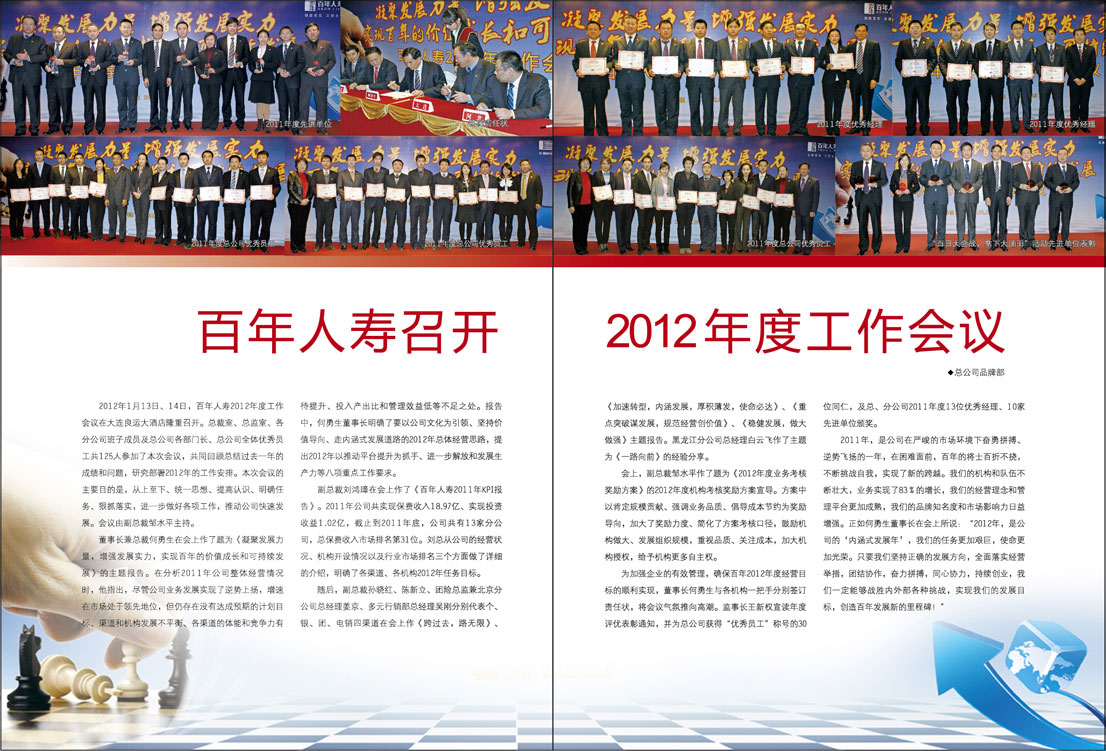 凝聚发展力量 增强发展实力
2011年度先进单位
2011年度优秀经理
2011年度优秀经理
2011年度总公司优秀员工
2011年度总公司优秀员工
2011年度总公司优秀员工
百年人寿召开
2012年度工作会议
◆总公司品牌部
2012年1月13日、14日，百年人寿2012年度工作
会议在大连良运大酒店隆重召开。总裁室、总监室、各
分公司班子成员及总公司各部门长、总公司全体优秀员
工共125人参加了本次会议，共同回顾总结过去一年的
成绩和问题，研究部署2012年的工作安排。本次会议的
主要目的是，从上至下、统一思想、提高认识、明确任
务、狠抓落实，进一步做好各项工作，推动公司快速发
展。会议由副总裁邹水平主持。
董事长兼总裁何勇生在会上作了题为《凝聚发展力
量，增强发展实力，实现百年的价值成长和可持续发
展》的主题报告。在分析2011年公司整体经营情况
时，他指出，尽管公司业务发展实现了逆势上扬，增速
在市场处于领先地位，但仍存在没有达成预期的计划目
标、渠道和机构发展不平衡、各渠道的体能和竞争力有
待提升、投入产出比和管理效益低等不足之处。报告
中，何勇生董事长明确了要以公司文化为引领、坚持价
值导向、走内涵式发展道路的2012年总体经营思路，提
出2012年以推动平台提升为抓手、进一步解放和发展生
产力等八项重点工作要求。
副总裁刘鸿璋在会上作了《百年人寿2011年KPI报
告》。2011年公司共实现保费收入18.97亿、实现投资
收益1.02亿，截止到2011年底，公司共有13家分公
司，总保费收入市场排名第31位。刘总从公司的经营状
况、机构开设情况以及行业市场排名三个方面做了详细
的介绍，明确了各渠道、各机构2012年任务目标。
随后，副总裁孙晓红、陈新立、团险总监兼北京分
公司总经理姜京、多元行销部总经理吴刚分别代表个、
银、团、电销四渠道在会上作《跨过去，路无限》、
《加速转型，内涵发展，厚积薄发，使命必达》、《重
点突破谋发展，规范经营创价值》、《稳健发展，做大
做强》主题报告。黑龙江分公司总经理白云飞作了主题
为《一路向前》的经验分享。
会上，副总裁邹水平作了题为《2012年度业务考核
奖励方案》的2012年度机构考核奖励方案宣导。方案中
以肯定规模贡献、强调业务品质、倡导成本节约为奖励
导向，加大了奖励力度、简化了方案考核口径，鼓励机
构做大、发展组织规模，重视品质、关注成本，加大机
构授权，给予机构更多自主权。
为加强企业的有效管理，确保百年2012年度经营目
标的顺利实现，董事长何勇生与各机构一把手分别签订
责任状，将会议气氛推向高潮。监事长王新权宣读年度
评优表彰通知，并为总公司获得“优秀员工”称号的30
位同仁，及总、分公司2011年度13位优秀经理、10家
先进单位颁奖。
2011年，是公司在严峻的市场环境下奋勇拼搏、
逆势飞扬的一年，在困难面前，百年的将士百折不挠，
不断挑战自我，实现了新的跨越。我们的机构和队伍不
断壮大，业务实现了83%的增长，我们的经营理念和管
理平台更加成熟，我们的品牌知名度和市场影响力日益
增强。正如何勇生董事长在会上所说：“2012年，是公
司的‘内涵式发展年’，我们的任务更加艰巨，使命更
加光荣。只要我们坚持正确的发展方向，全面落实经营
举措，团结协作，奋力拼搏，同心协力，持续创业，我
们一定能够战胜内外部各种挑战，实现我们的发展目
标，创造百年发展新的里程碑！”